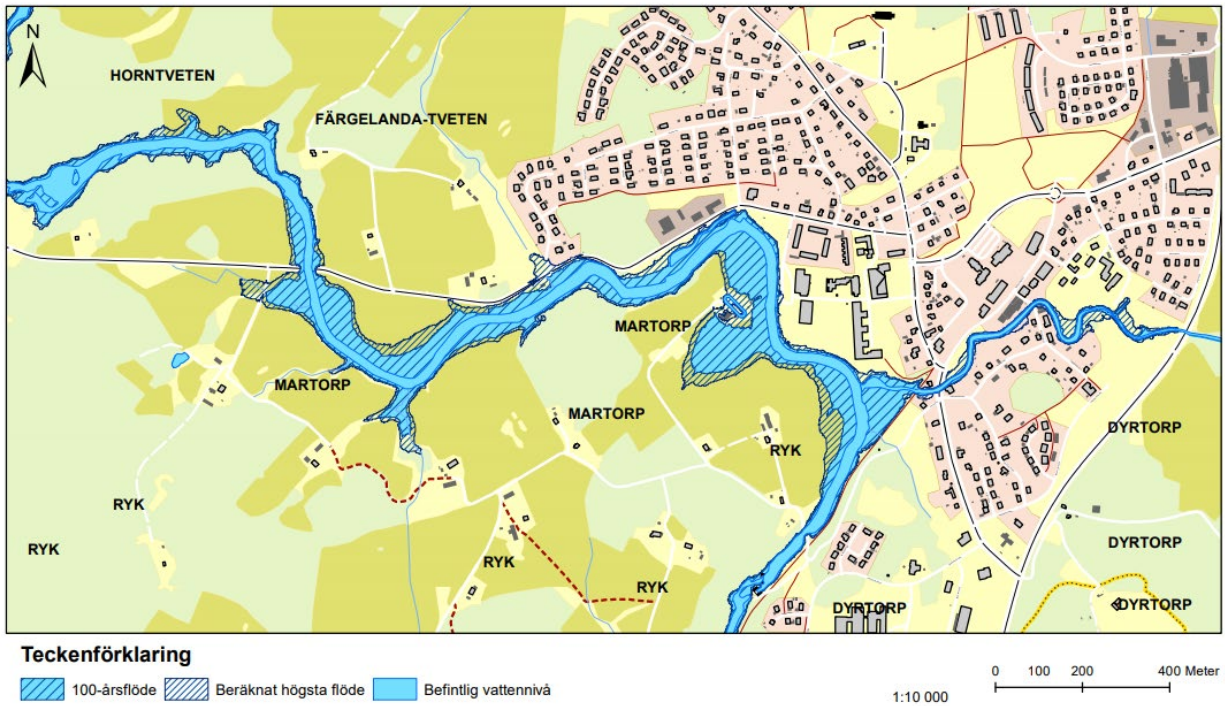 N
HORNTVETEN
FÄRGELANDA-TVETEN
MARTORP
MARTORP
MARTORP
DYRTORP
RYK
RYK
DYRTORP
RYK
RYK
RYK
DYRTORP
DYRTORP
Teckenförklaring
100-årsflöde Beräknat högsta flöde Befintlig vattennivå
1:10 000
0 100 200 400 Meter